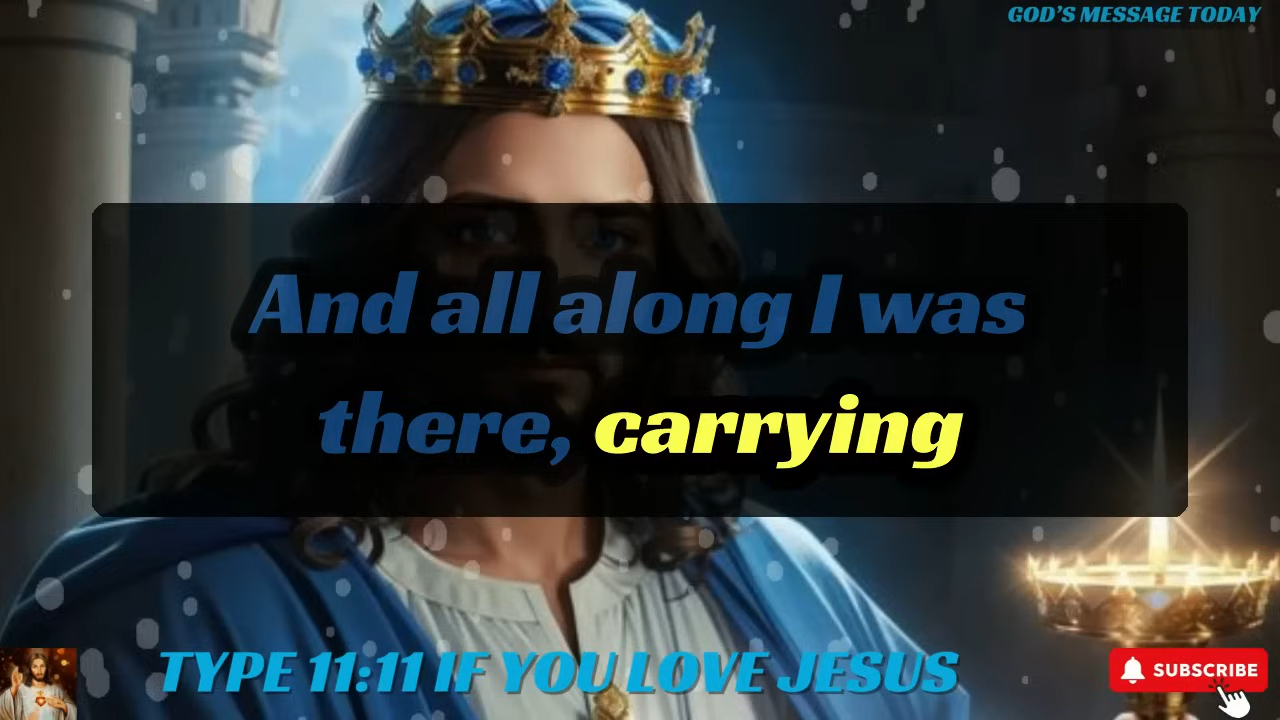 GOD'S MESSAGE TODAY
And all along I was
there, carrying
TYPE 11:11 IF YOU LOVE JESUS
SUBSCRIBE